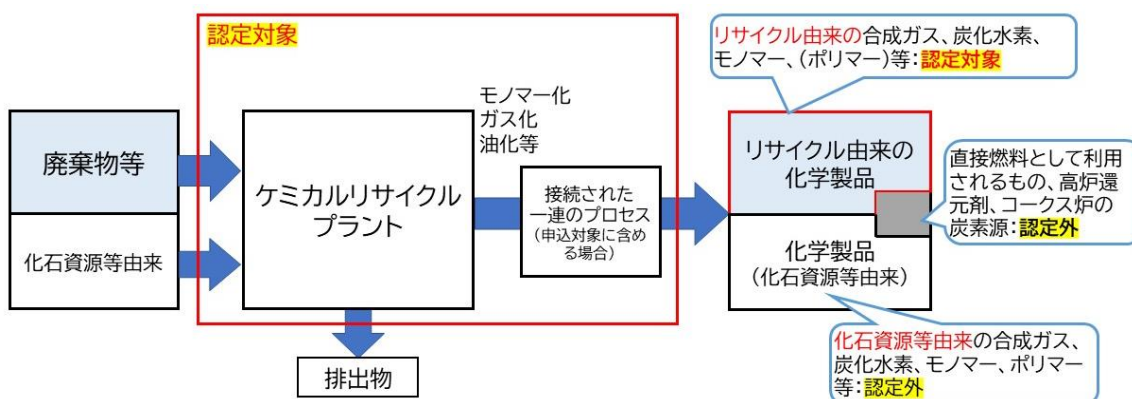 認定対象
リサイクル由来の合成ガス、炭化水素、
モノマー、(ポリマー)等:認定対象
モノマー化
ガス化
油化等
廃棄物等
化石資源等由来
ケミカルリサイクル
プラント
接続された
一連のプロセス
(申込対象に含め
る場合)
リサイクル由来の
化学製品
直接燃料として利用
されるもの、高炉還
元剤、コークス炉の
炭素源:認定外
化学製品
(化石資源等由来)
排出物
化石資源等由来の合成ガス、
炭化水素、モノマー、ポリマー
等:認定外